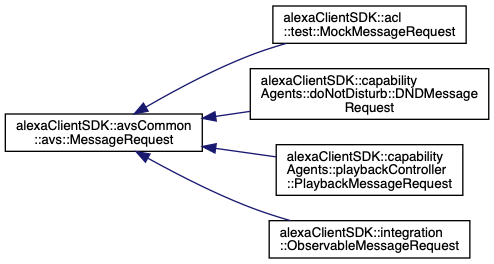 alexaClientSDK::acl
::test::MockMessageRequest
alexaClientSDK::capability
Agents::doNotDisturb::DNDMessage
Request
alexaClientSDK::avsCommon
::avs::MessageRequest
alexaClientSDK::capability
Agents::playbackController
::PlaybackMessageRequest
alexaClientSDK::integration
::ObservableMessageRequest